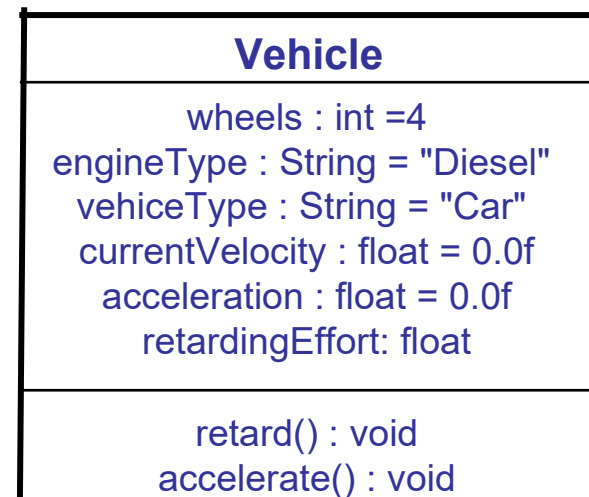 Vehicle
wheels : int =4
engineType : String = "Diesel"
vehiceType : String = "Car"
currentVelocity : float = 0.0f
acceleration : float = 0.0f
retardingEffort: float
retard() : void
accelerate() : void